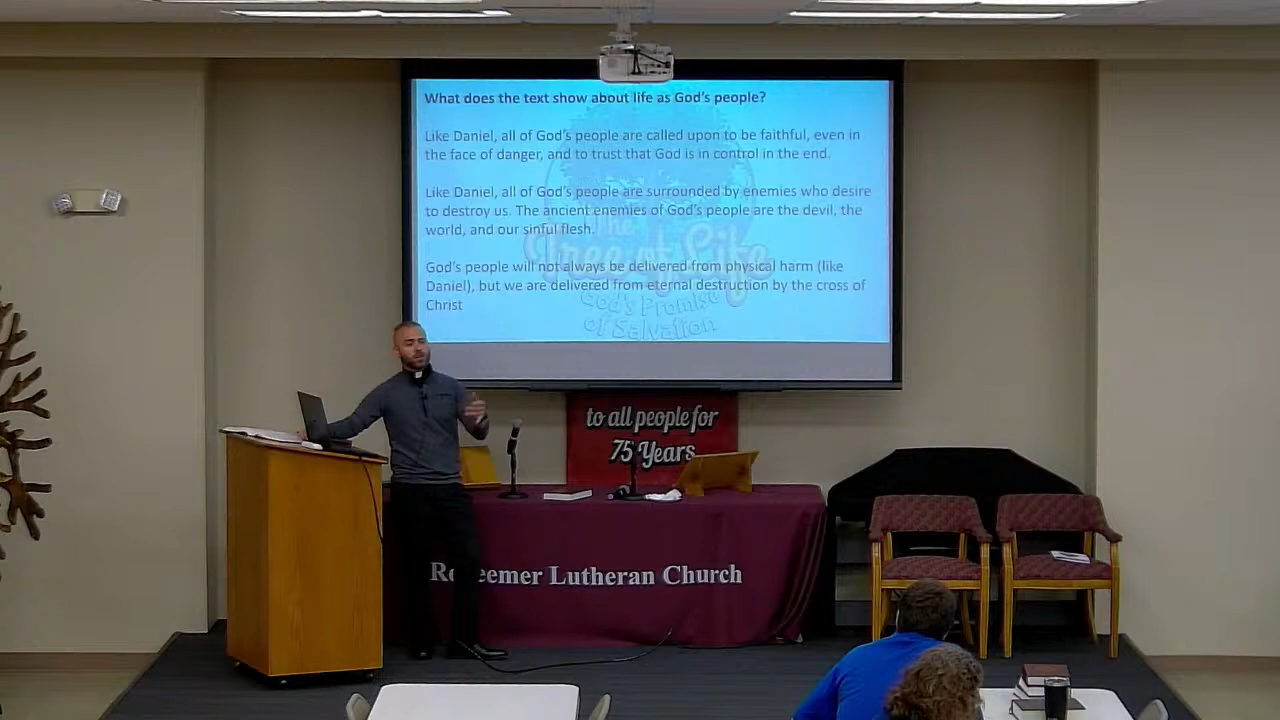 What does the text show about life as God's people?
Like Daniel, all of God's people are called upon to be faithful, even in
the face of danger, and to trust that God is in control in the end.
Like Daniel, all of God's people are surrounded by enemies who desire
to destroy us. The ancient enemies of God's people are the devil, the
world, and our sinful flesh.
God's people will not always be delivered from physical harm (like
Daniel), but we are delivered from eternal destruction by the cross of
Christ
The
Tree of Life
God's Promise
of Salvation
to all people for
75 Years
Redeemer Lutheran Church